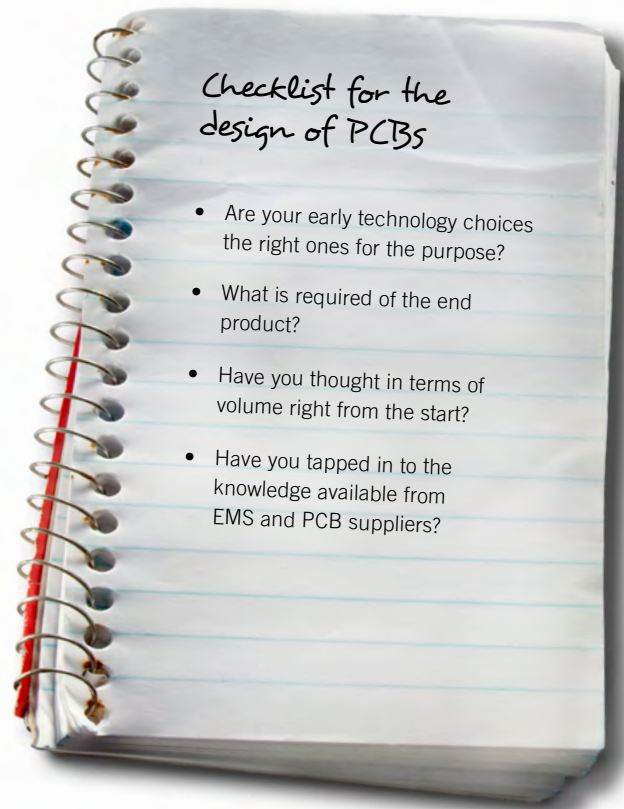 Checklist for the
design of PCBs
• Are your early technology choices
the right ones for the purpose?
• What is required of the end
product?
• Have you thought in terms of
volume right from the start?
• Have you tapped in to the
knowledge available from
EMS and PCB suppliers?